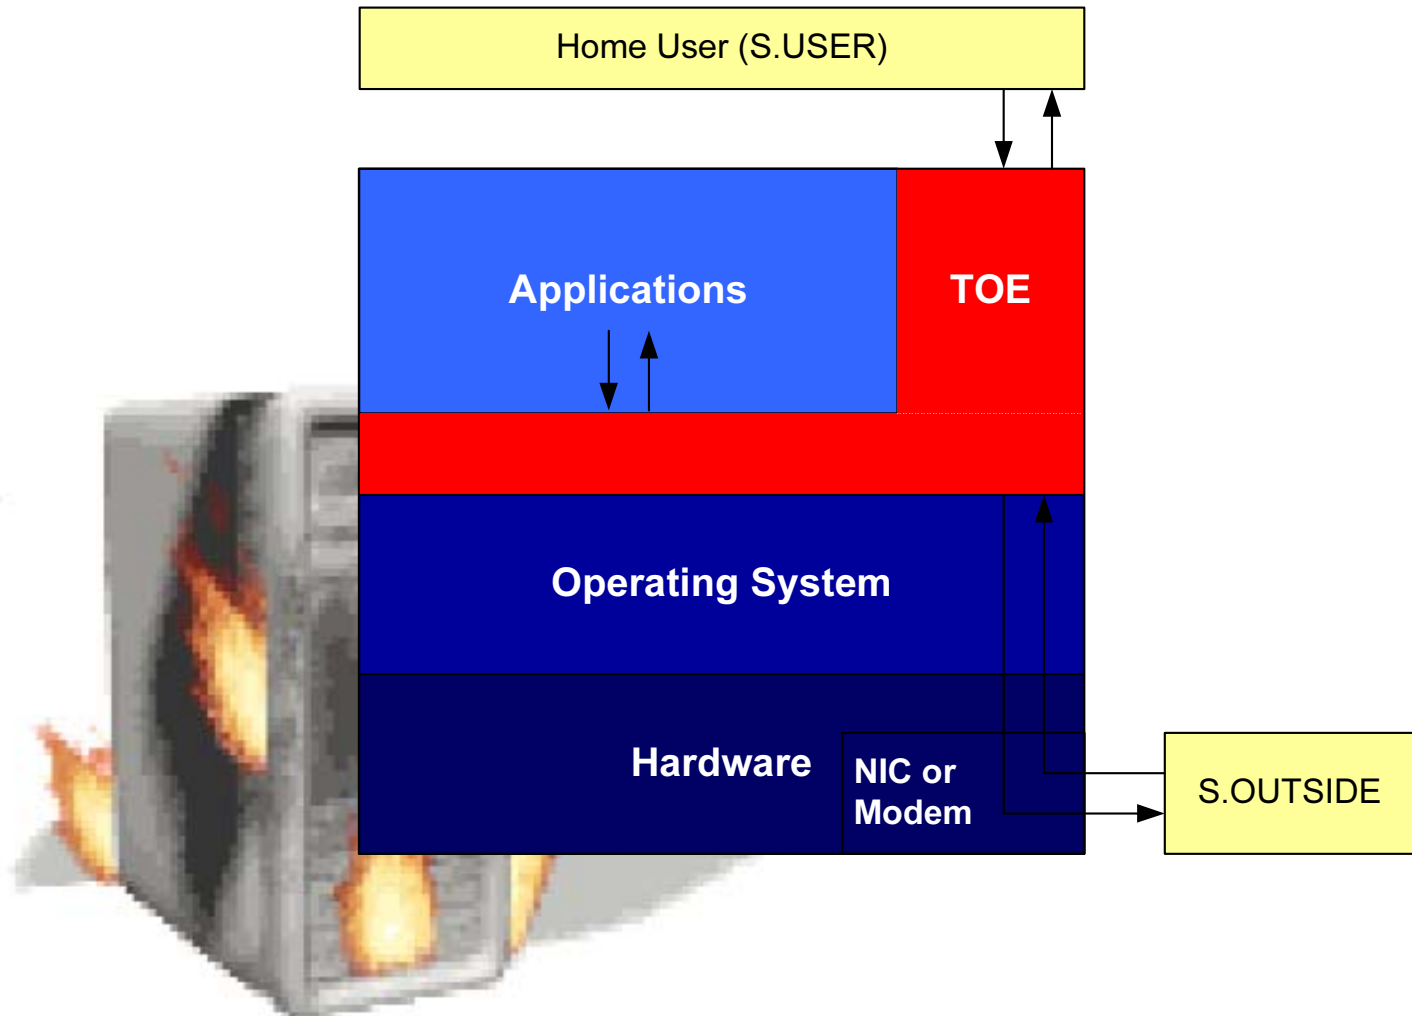 Home User (S.USER)
Applications
TOE
Operating System
Hardware
NIC or
Modem
S.OUTSIDE